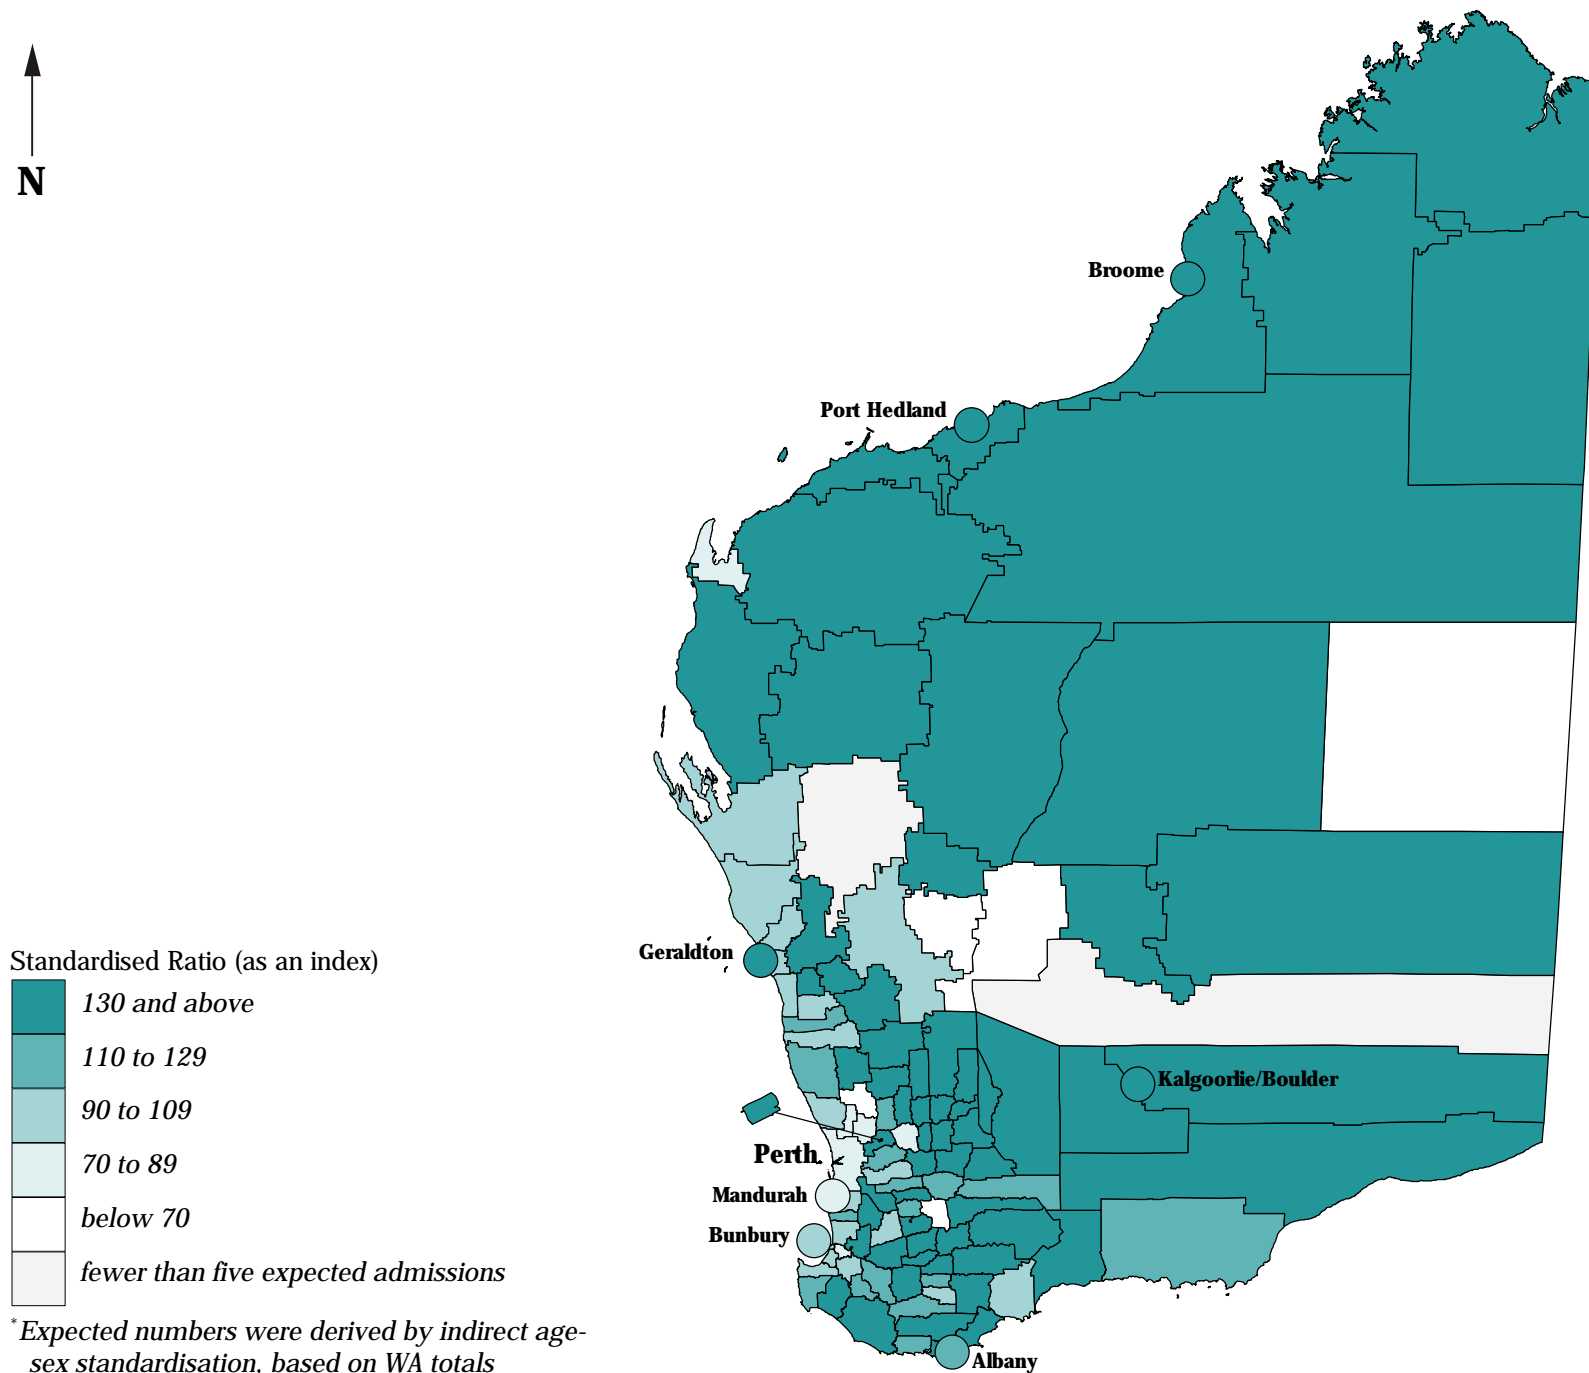 N
Broome
Port Hedland
Geraldton
Kalgoorlie/Boulder
Perth
Mandurah
Bunbury
Albany
Standardised Ratio (as an index)
130 and above
110 to 129
90 to 109
70 to 89
below 70
fewer than five expected admissions
*Expected numbers were derived by indirect age-
sex standardisation, based on WA totals